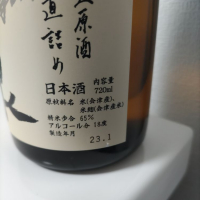 原酒
直詰め
日本酒
内容量
720ml
原材料名 米(会津産)、
米麹(会津産米)
精米歩合 65%
アルコール分 18度
製造年月
23.1